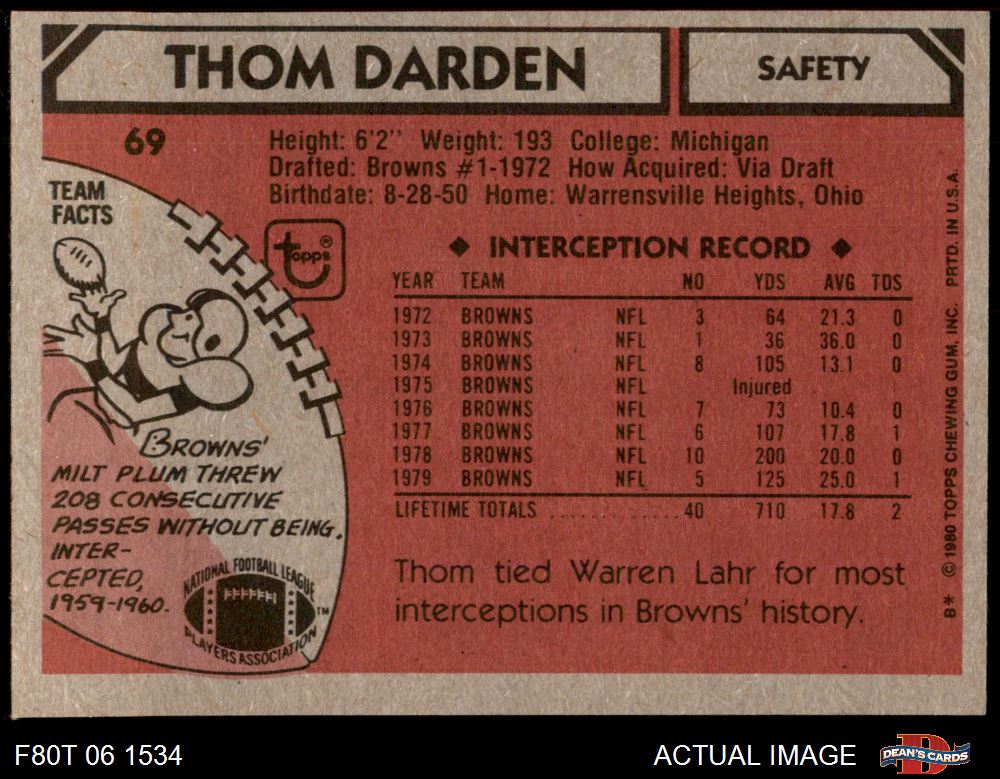 THOM DARDEN
SAFETY
69
Height: 6'2" Weight: 193 College: Michigan
Drafted: Browns #1-1972 How Acquired: Via Draft
Birthdate: 8-28-50 Home: Warrensville Heights, Ohio
TEAM
FACTS
topps®
BROWNS'
MILT PLUM THREW
208 CONSECUTIVE
PASSES WITHOUT BEING
INTER-
CEPTED,
1959-1960.
NATIONAL FOOTBALL LEAGUE
PLAYERS ASSOCIATION
TM
◆ INTERCEPTION RECORD ◆
YEAR TEAM NO YDS AVG TDS
1972 BROWNS NFL 3 64 21.3 0
1973 BROWNS NFL 1 36 36.0 0
1974 BROWNS NFL 8 105 13.1 0
1975 BROWNS NFL Injured
1976 BROWNS NFL 7 73 10.4 0
1977 BROWNS NFL 6 107 17.8 1
1978 BROWNS NFL 10 200 20.0 0
1979 BROWNS NFL 5 125 25.0 1
LIFETIME TOTALS ............ 40 710 17.8 2
Thom tied Warren Lahr for most
interceptions in Browns' history.
B* © 1980 TOPPS CHEWING GUM, INC. PRTD. IN U.S.A.
F80T 06 1534
ACTUAL IMAGE
DEAN'S CARDS